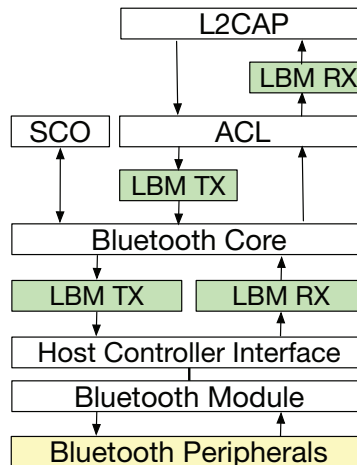 L2CAP
LBM RX
SCO
ACL
LBM TX
Bluetooth Core
LBM TX
LBM RX
Host Controller Interface
Bluetooth Module
Bluetooth Peripherals